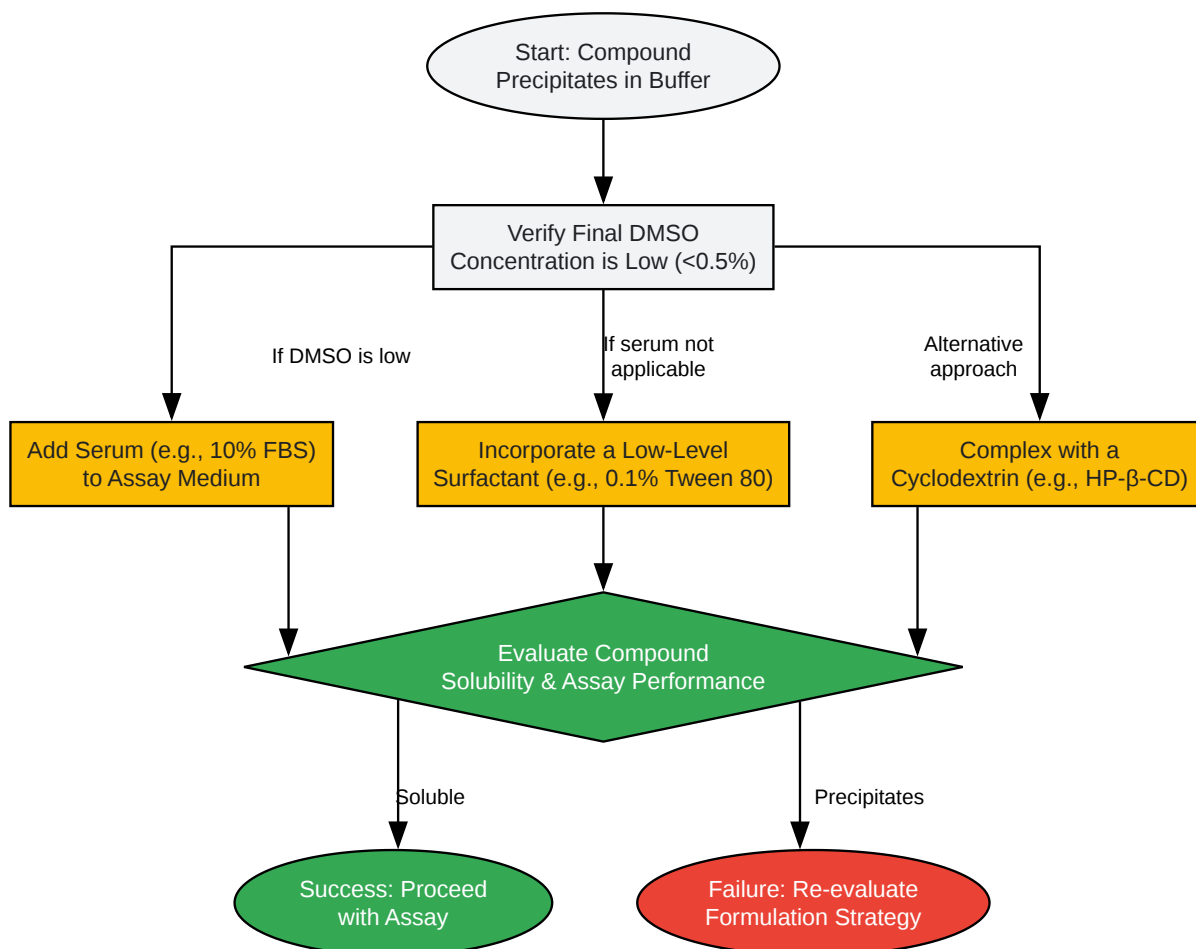 Start: Compound
Precipitates in Buffer
Verify Final DMSO
Concentration is Low (<0.5%)
If DMSO is low
If serum not
applicable
Alternative
approach
Add Serum (e.g., 10% FBS)
to Assay Medium
Incorporate a Low-Level
Surfactant (e.g., 0.1% Tween 80)
Complex with a
Cyclodextrin (e.g., HP-β-CD)
Evaluate Compound
Solubility & Assay Performance
Soluble
Precipitates
Success: Proceed
with Assay
Failure: Re-evaluate
Formulation Strategy